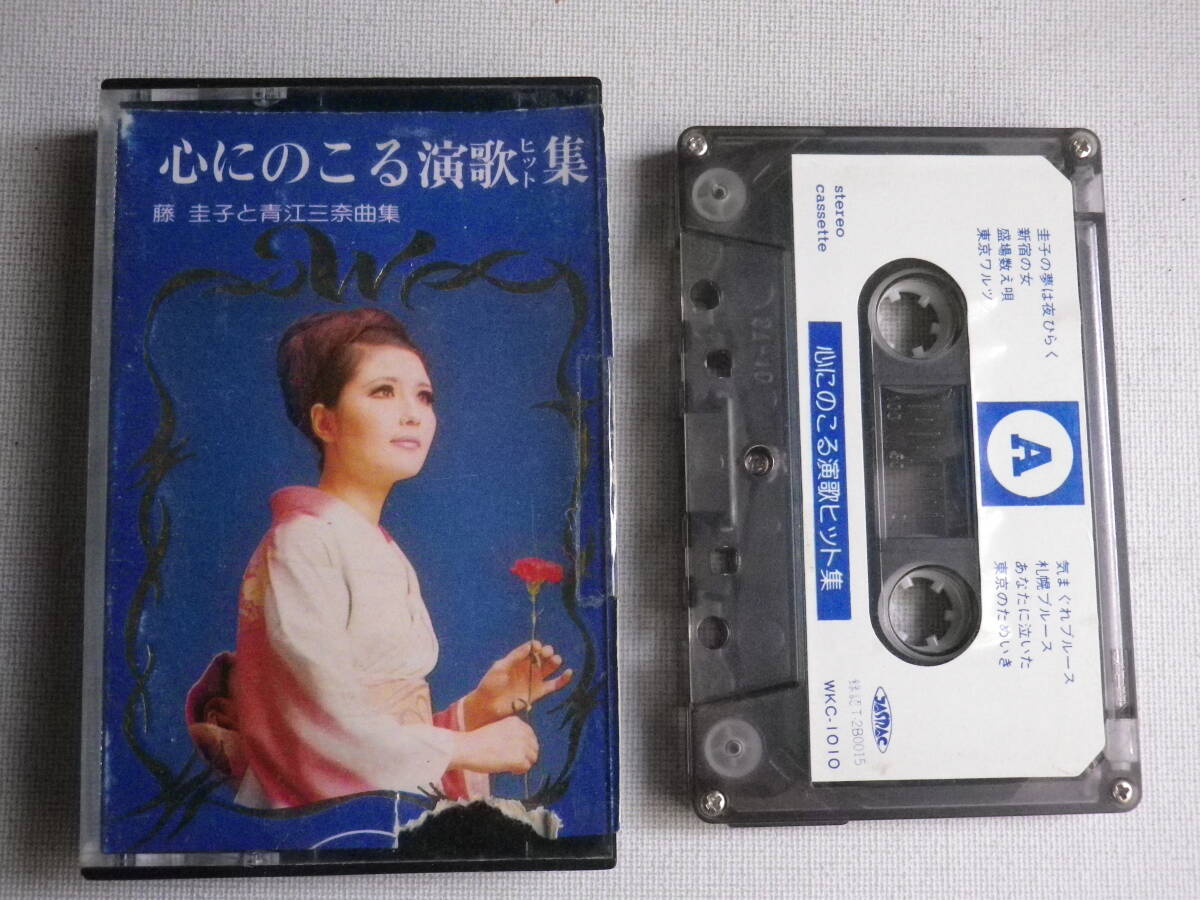 心にのこる演歌ヒット集
藤 圭子と青江三奈曲集
stereo
cassette
圭子の夢は夜ひらく
新宿の女
盛場数え唄
東京ワルツ
A
気まぐれブルース
札幌ブルース
あなたに泣いた
東京のためいき
心にのこる演歌ヒット集
JASRAC
T-2B0015
WKC-1010